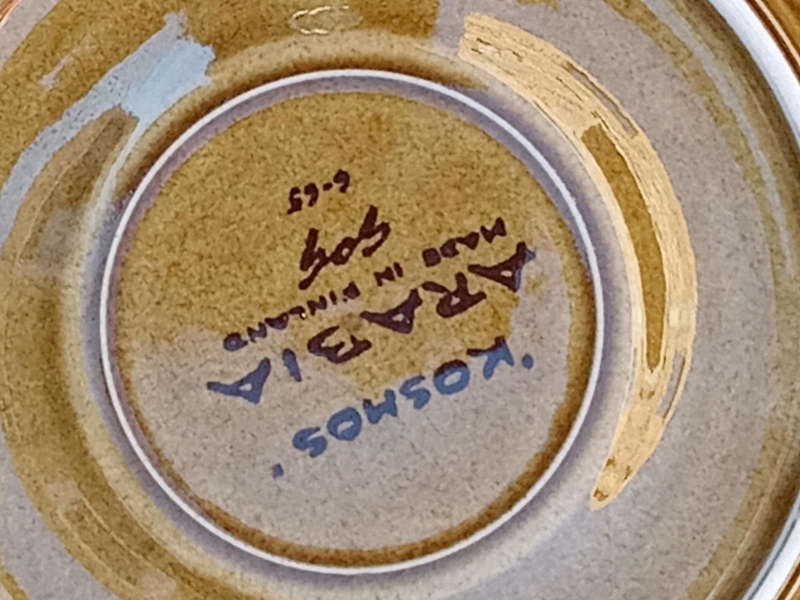 'KOSMOS'
ARABIA
MADE IN FINLAND
6-65